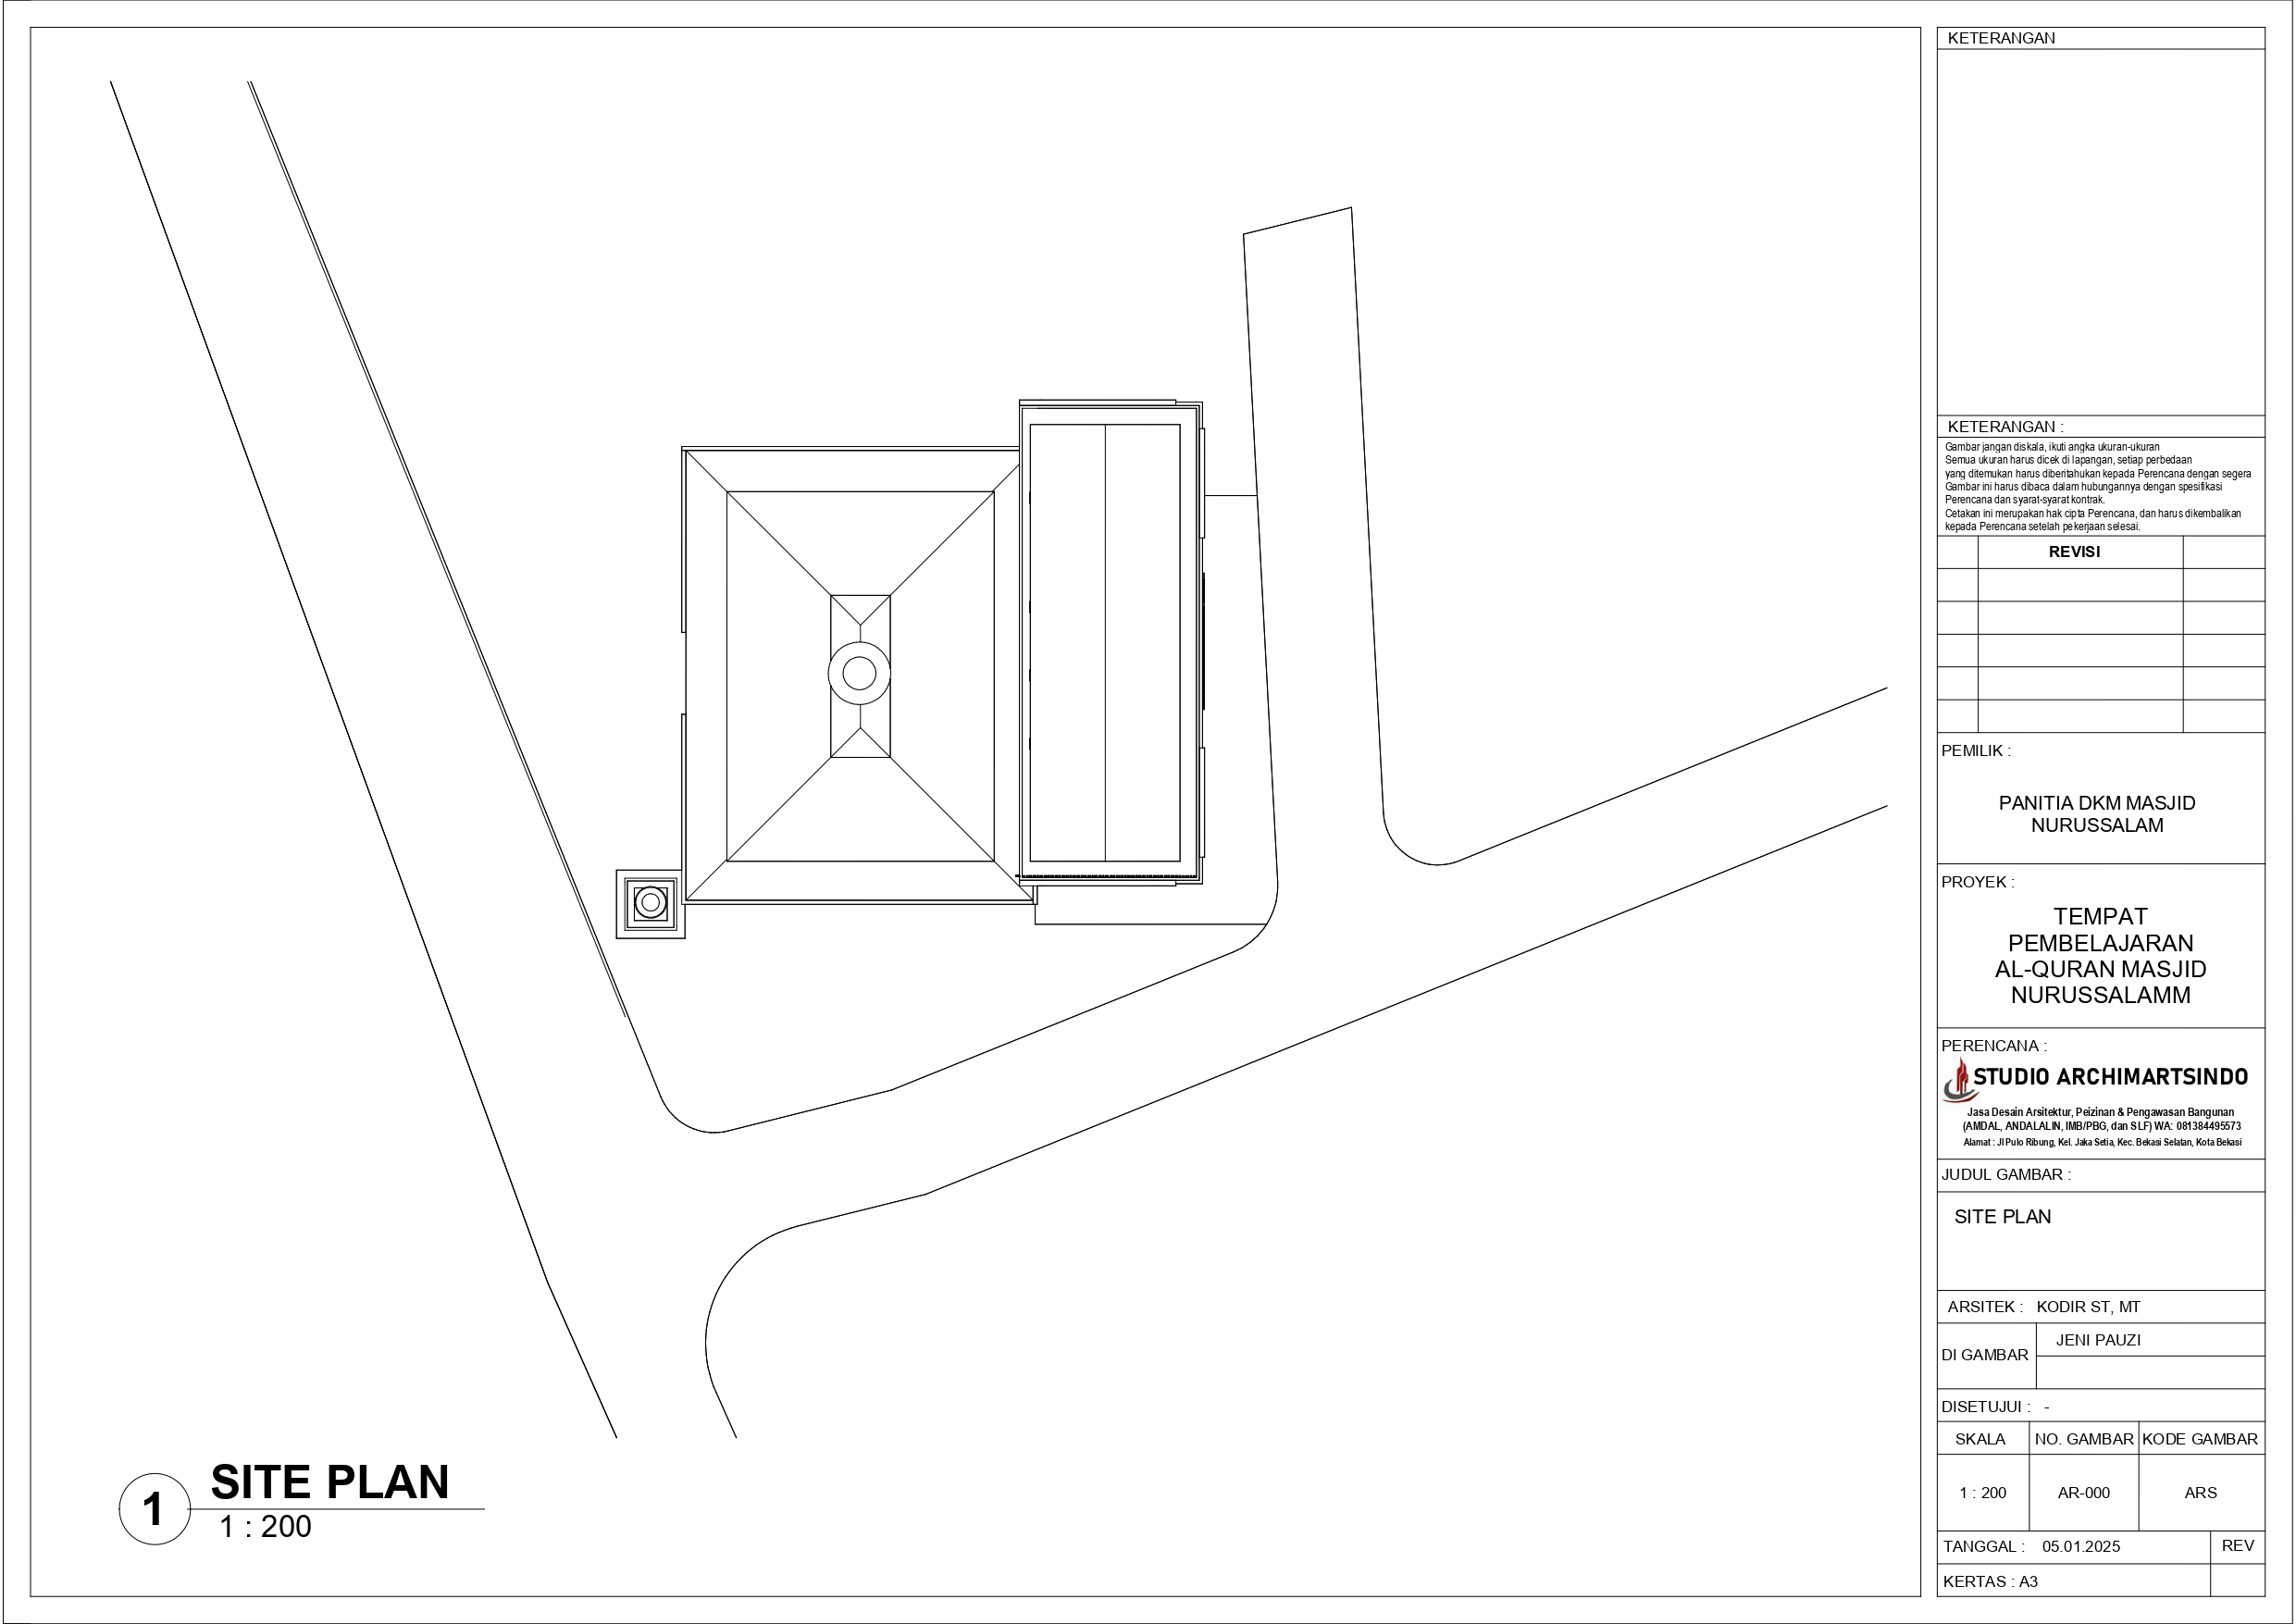 KETERANGAN
KETERANGAN :
Gambar jangan diskala, ikuti angka ukuran-ukuran
Semua ukuran harus dicek di lapangan, setiap perbedaan
yang ditemukan harus diberitahukan kepada Perencana dengan segera
Gambar ini harus dibaca dalam hubungannya dengan spesifikasi
Perencana dan syarat-syarat kontrak.
Cetakan ini merupakan hak cipta Perencana, dan harus dikembalikan
kepada Perencana setelah pekerjaan selesai.
REVISI
PEMILIK :
PANITIA DKM MASJID
NURUSSALAM
PROYEK :
TEMPAT
PEMBELAJARAN
AL-QURAN MASJID
NURUSSALAMM
PERENCANA :
STUDIO ARCHIMARTSINDO
Jasa Desain Arsitektur, Peizinan & Pengawasan Bangunan
(AMDAL, ANDALALIN, IMB/PBG, dan SLF) WA: 081384495573
Alamat : Jl Pulo Ribung, Kel. Jaka Setia, Kec. Bekasi Selatan, Kota Bekasi
JUDUL GAMBAR :
SITE PLAN
ARSITEK : KODIR ST, MT
DI GAMBAR JENI PAUZI
DISETUJUI : -
SKALA NO. GAMBAR KODE GAMBAR
1 : 200 AR-000 ARS
TANGGAL : 05.01.2025 REV
KERTAS : A3
1 SITE PLAN
1 : 200